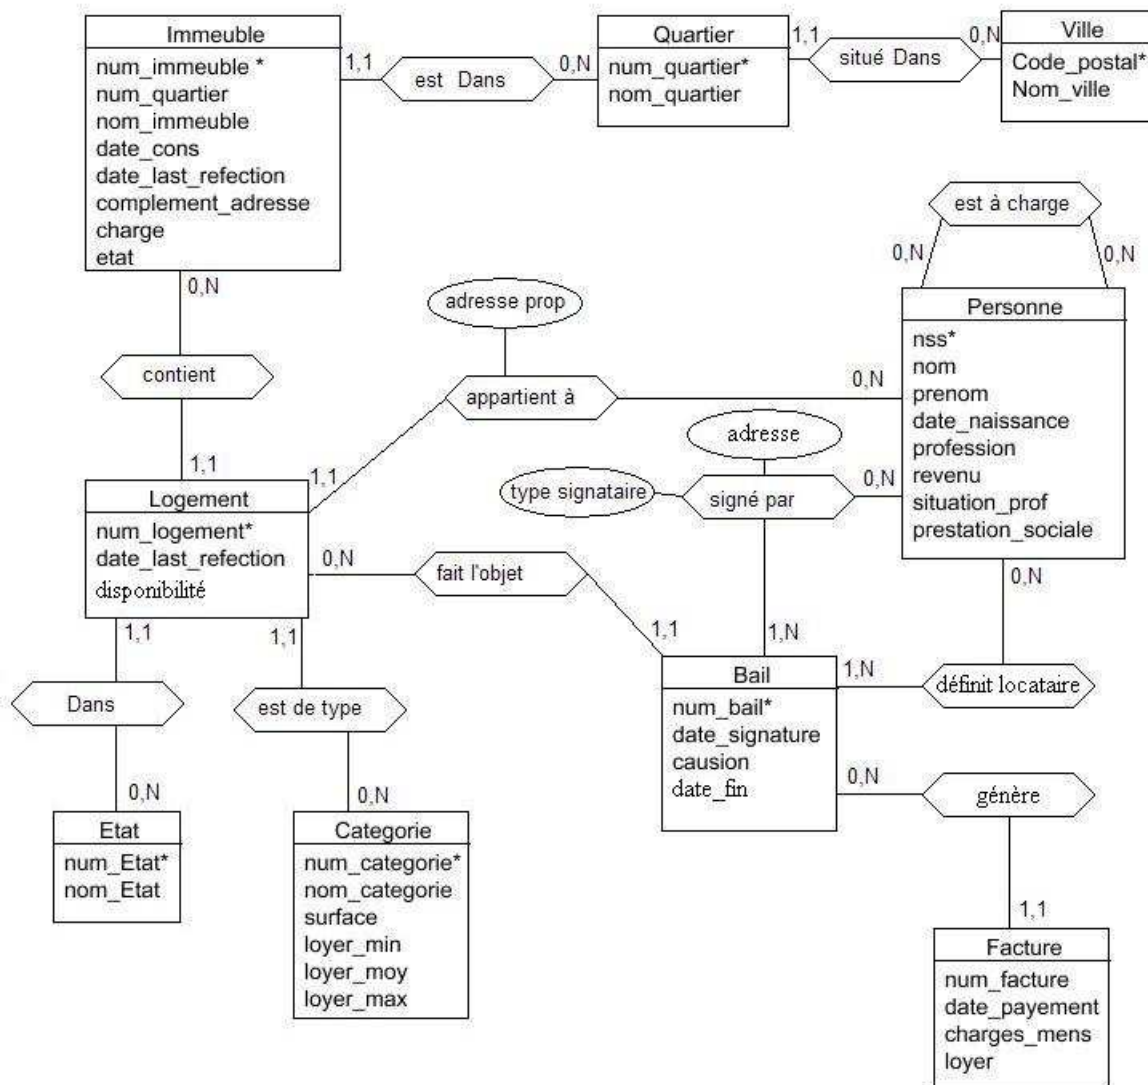 Immeuble
num_immeuble *
num_quartier
nom_immeuble
date_cons
date_last_refection
complement_adresse
charge
etat
1,1
est Dans
0,N
Quartier
num_quartier*
nom_quartier
1,1
situé Dans
0,N
Ville
Code_postal*
Nom_ville
est à charge
0,N
0,N
Personne
nss*
nom
prenom
date_naissance
profession
revenu
situation_prof
prestation_sociale
0,N
contient
1,1
adresse prop
appartient à
0,N
1,1
adresse
type signataire
signé par
0,N
Logement
num_logement*
date_last_refection
disponibilité
0,N
fait l'objet
1,1
1,N
0,N
Bail
num_bail*
date_signature
causion
date_fin
1,N
définit locataire
0,N
génère
1,1
1,1
1,1
Dans
est de type
0,N
0,N
Etat
num_Etat*
nom_Etat
Categorie
num_categorie*
nom_categorie
surface
loyer_min
loyer_moy
loyer_max
Facture
num_facture
date_payement
charges_mens
loyer